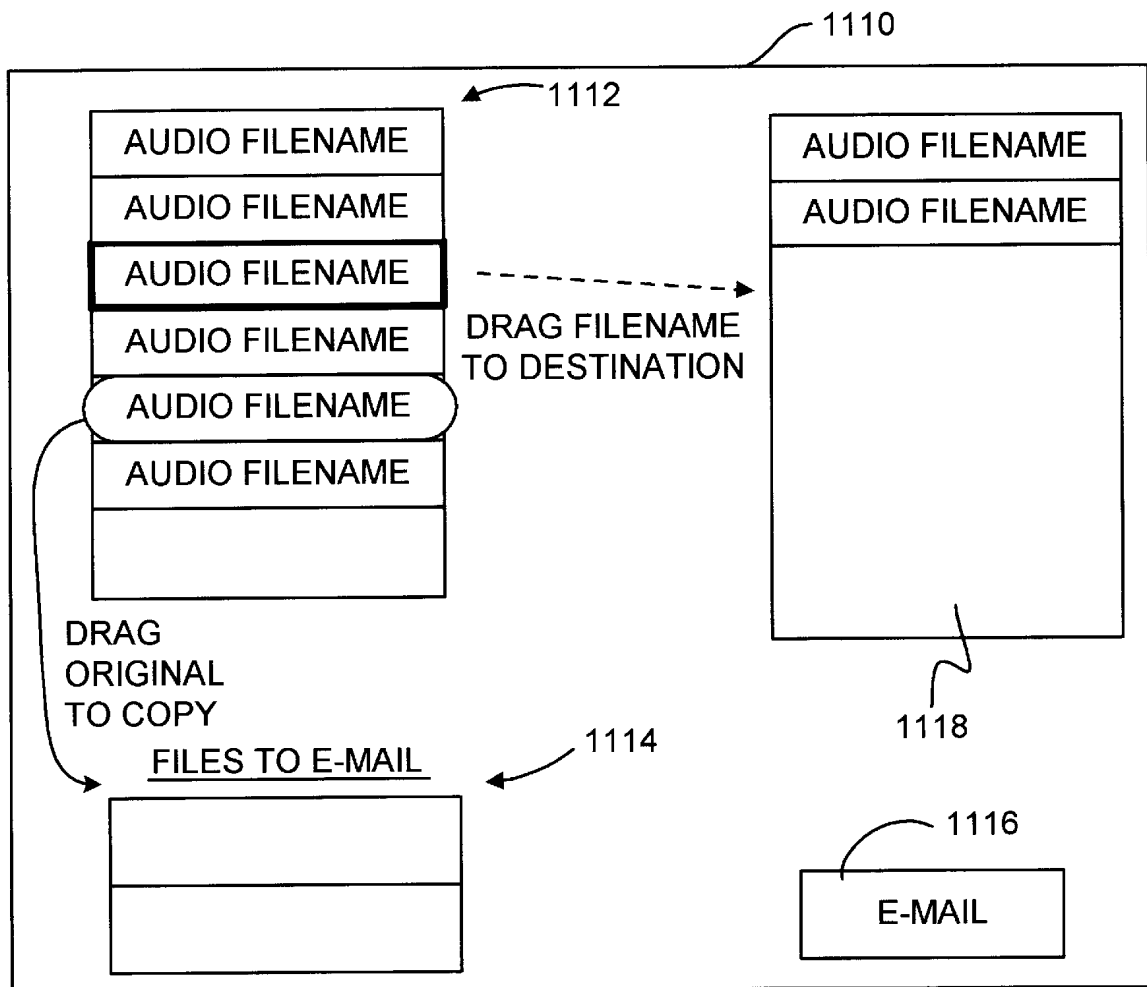 1110
1112
AUDIO FILENAME
AUDIO FILENAME
AUDIO FILENAME
AUDIO FILENAME
AUDIO FILENAME
AUDIO FILENAME
DRAG FILENAME
TO DESTINATION
AUDIO FILENAME
AUDIO FILENAME
1118
DRAG
ORIGINAL
TO COPY
FILES TO E-MAIL
1114
1116
E-MAIL